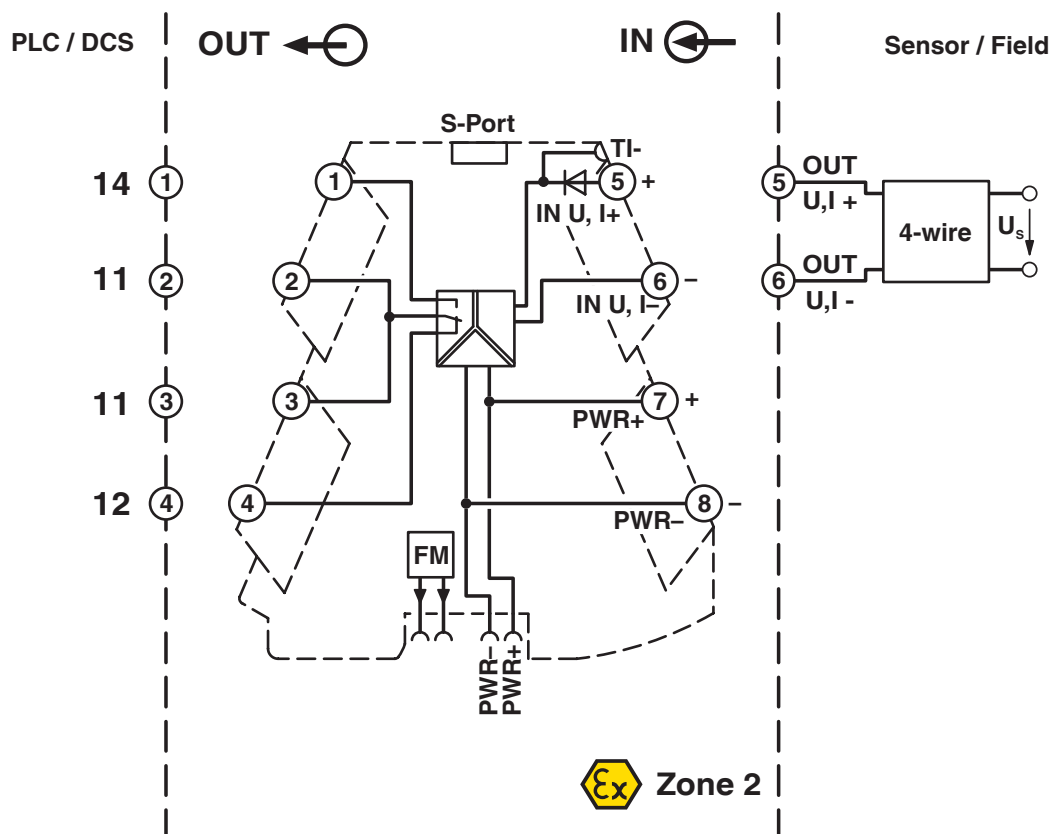 PLC / DCS
OUT
IN
Sensor / Field
S-Port
TI-
14 1
1
5 +
IN U, I+
5 OUT
U,I +
4-wire
Us
11 2
2
6 –
IN U, I–
6 OUT
U,I -
11 3
3
7 +
PWR+
12 4
4
8 –
PWR–
FM
PWR–
PWR+
Ex Zone 2